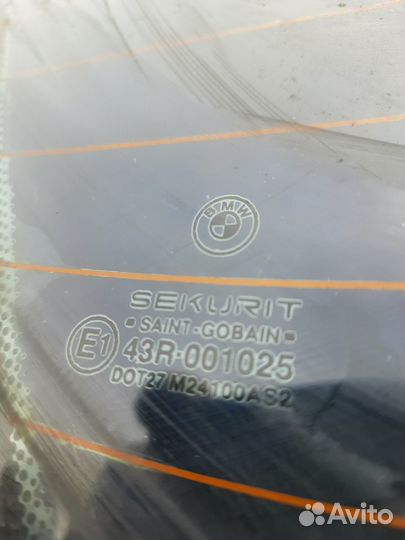 BMW
SEKURIT
SAINT-GOBAIN
E1 43R-001025
DOT27 M24100AS2
Avito